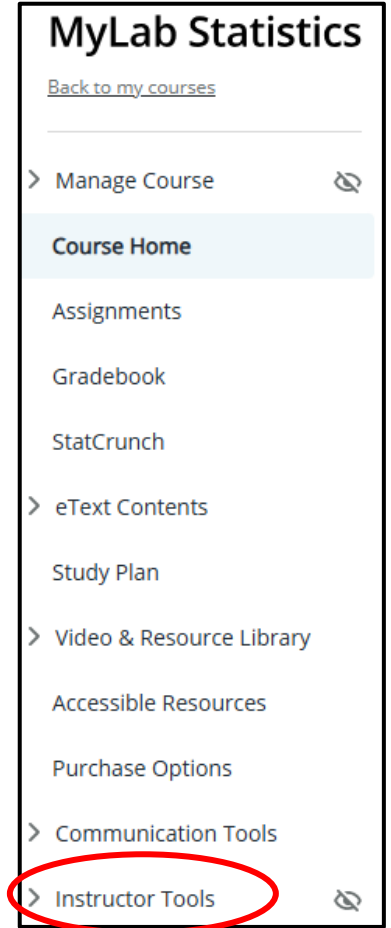 MyLab Statistics
Back to my courses
Manage Course
Course Home
Assignments
Gradebook
StatCrunch
eText Contents
Study Plan
Video & Resource Library
Accessible Resources
Purchase Options
Communication Tools
Instructor Tools